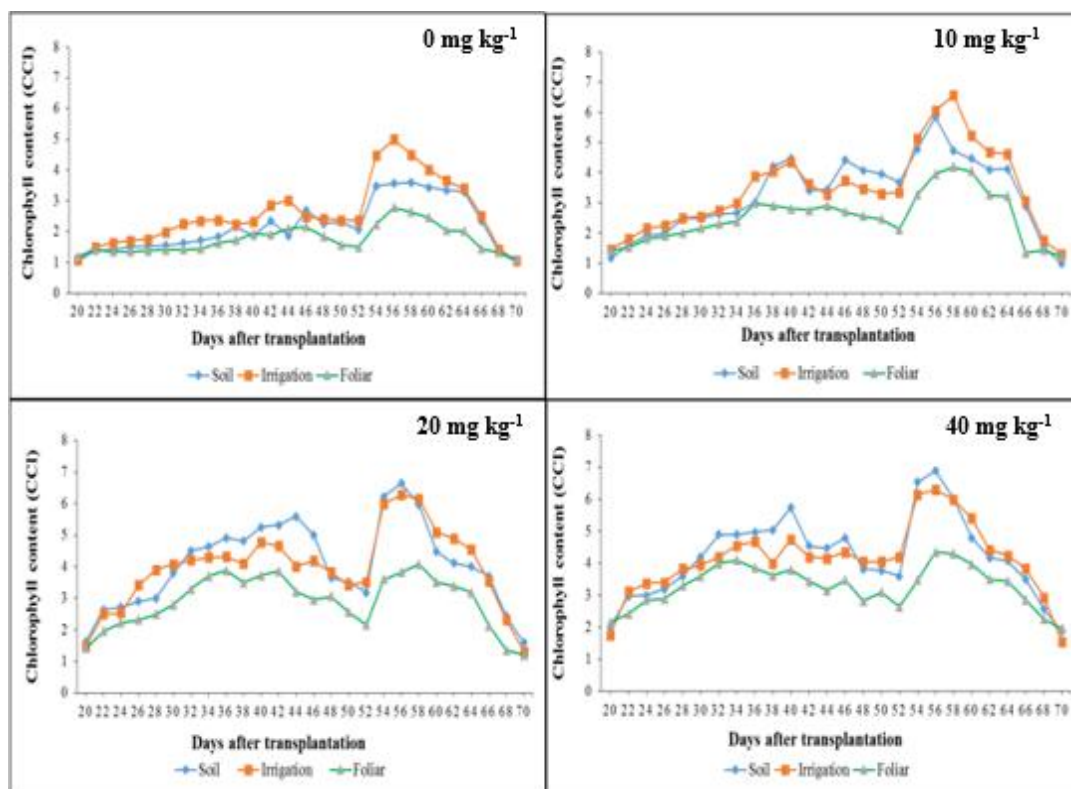 0 mg kg-1
Chlorophyll content (CCI)
8
7
6
5
4
3
2
1
0
20 22 24 26 28 30 32 34 36 38 40 42 44 46 48 50 52 54 56 58 60 62 64 66 68 70
Days after transplantation
Soil Irrigation Foliar
10 mg kg-1
Chlorophyll content (CCI)
8
7
6
5
4
3
2
1
0
20 22 24 26 28 30 32 34 36 38 40 42 44 46 48 50 52 54 56 58 60 62 64 66 68 70
Days after transplantation
Soil Irrigation Foliar
20 mg kg-1
Chlorophyll content (CCI)
8
7
6
5
4
3
2
1
0
20 22 24 26 28 30 32 34 36 38 40 42 44 46 48 50 52 54 56 58 60 62 64 66 68 70
Days after transplantation
Soil Irrigation Foliar
40 mg kg-1
Chlorophyll content (CCI)
8
7
6
5
4
3
2
1
0
20 22 24 26 28 30 32 34 36 38 40 42 44 46 48 50 52 54 56 58 60 62 64 66 68 70
Days after transplantation
Soil Irrigation Foliar